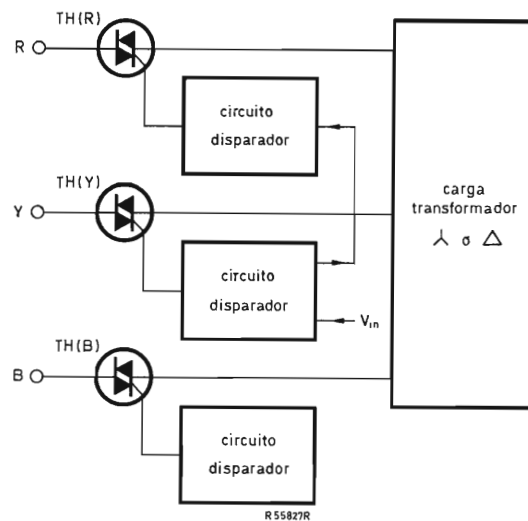 TH(R)
R
circuito
disparador
TH(Y)
Y
carga
transformador
⅄ σ △
circuito
disparador
V_in
TH(B)
B
circuito
disparador
R55827R